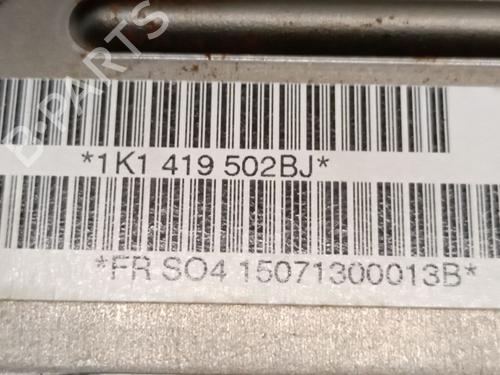 B-PARTS
*1K1 419 502BJ*
*FR SO4 15071300013B*